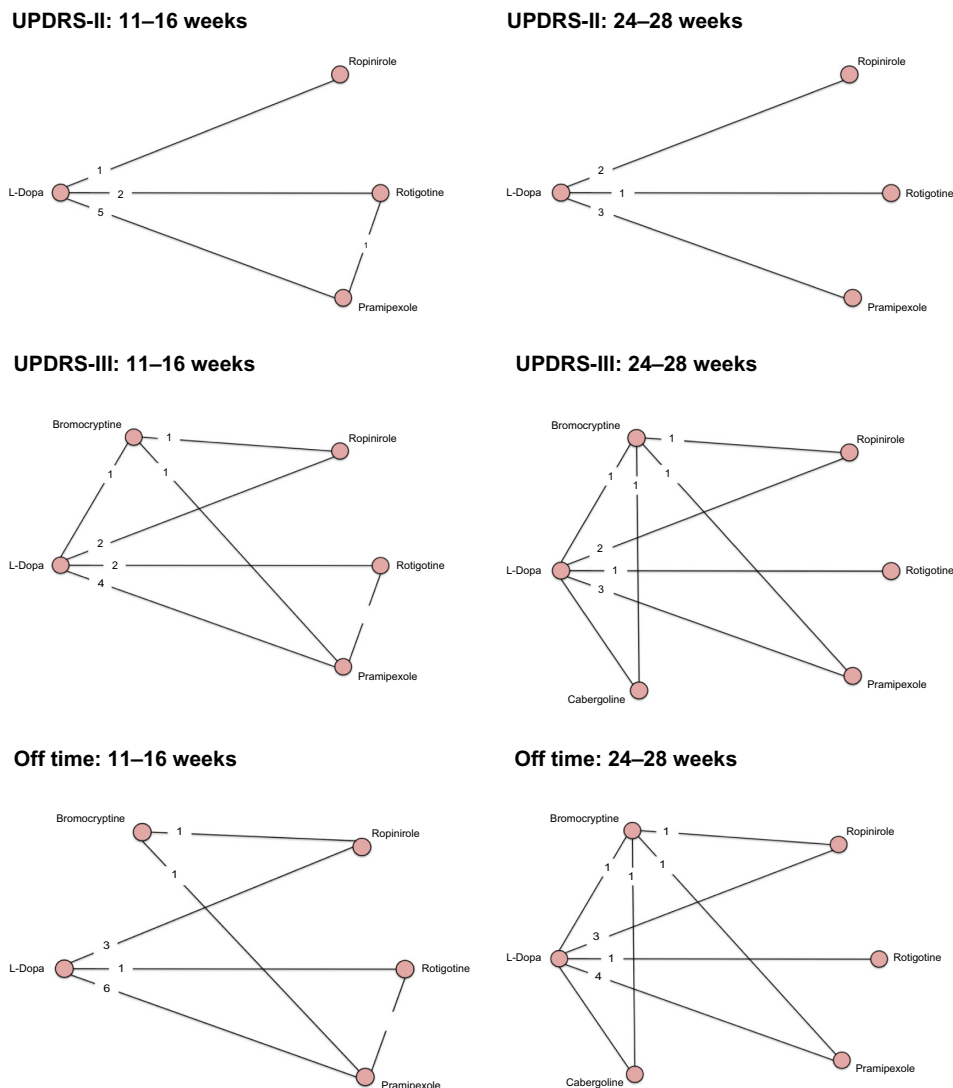 UPDRS-II: 11–16 weeks
Ropinirole
1
L-Dopa
2
Rotigotine
5
1
Pramipexole
UPDRS-II: 24–28 weeks
Ropinirole
2
L-Dopa
1
Rotigotine
3
Pramipexole
UPDRS-III: 11–16 weeks
Bromocryptine
1
Ropinirole
1
1
2
L-Dopa
2
Rotigotine
4
Pramipexole
UPDRS-III: 24–28 weeks
Bromocryptine
1
Ropinirole
1
1
1
2
L-Dopa
1
Rotigotine
3
Pramipexole
Cabergoline
Off time: 11–16 weeks
Bromocryptine
1
Ropinirole
1
3
L-Dopa
1
Rotigotine
6
Pramipexole
Off time: 24–28 weeks
Bromocryptine
1
Ropinirole
1
1
1
3
L-Dopa
1
Rotigotine
4
Pramipexole
Cabergoline